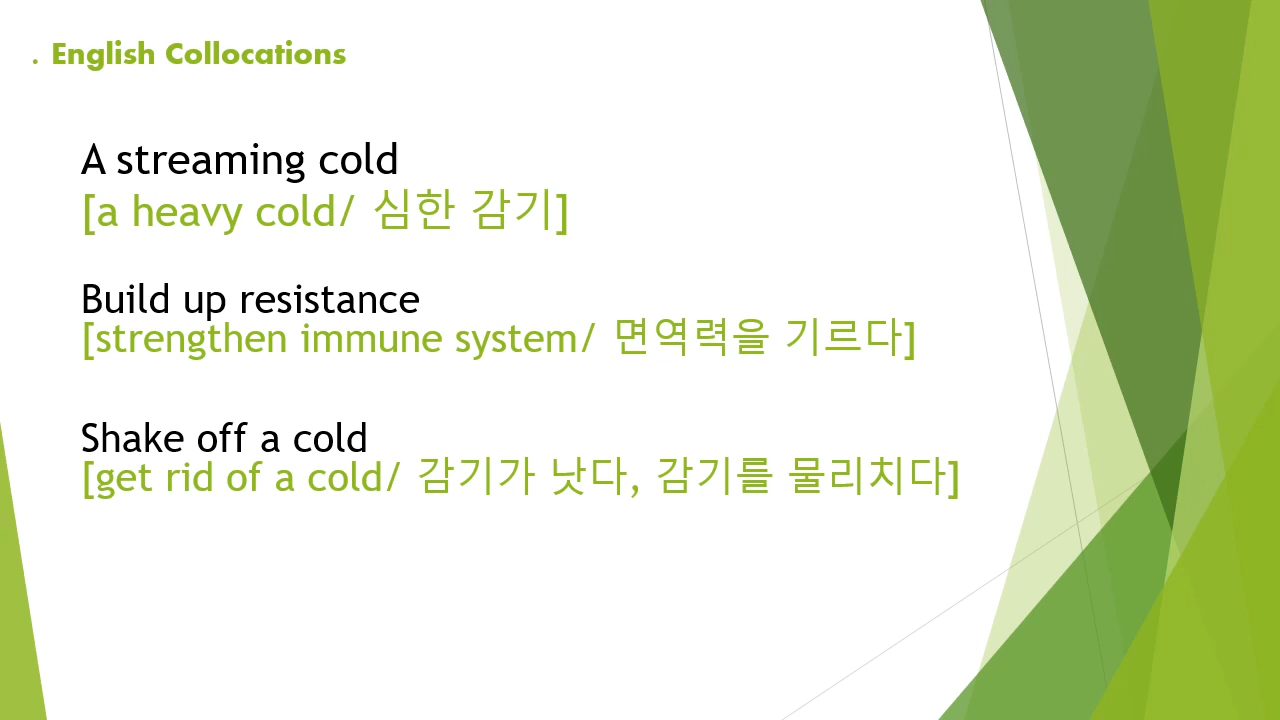 . English Collocations
A streaming cold
[a heavy cold/ 심한 감기]
Build up resistance
[strengthen immune system/ 면역력을 기르다]
Shake off a cold
[get rid of a cold/ 감기가 낫다, 감기를 물리치다]